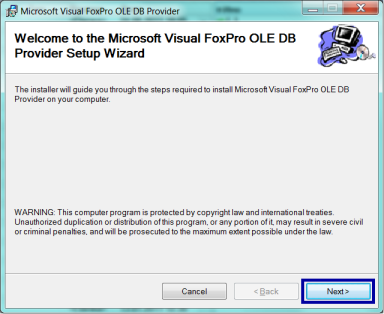 Microsoft Visual FoxPro OLE DB Provider
Welcome to the Microsoft Visual FoxPro OLE DB
Provider Setup Wizard
The installer will guide you through the steps required to install Microsoft Visual FoxPro OLE DB
Provider on your computer.
WARNING: This computer program is protected by copyright law and international treaties.
Unauthorized duplication or distribution of this program, or any portion of it, may result in severe civil
or criminal penalties, and will be prosecuted to the maximum extent possible under the law.
Cancel
< Back
Next >